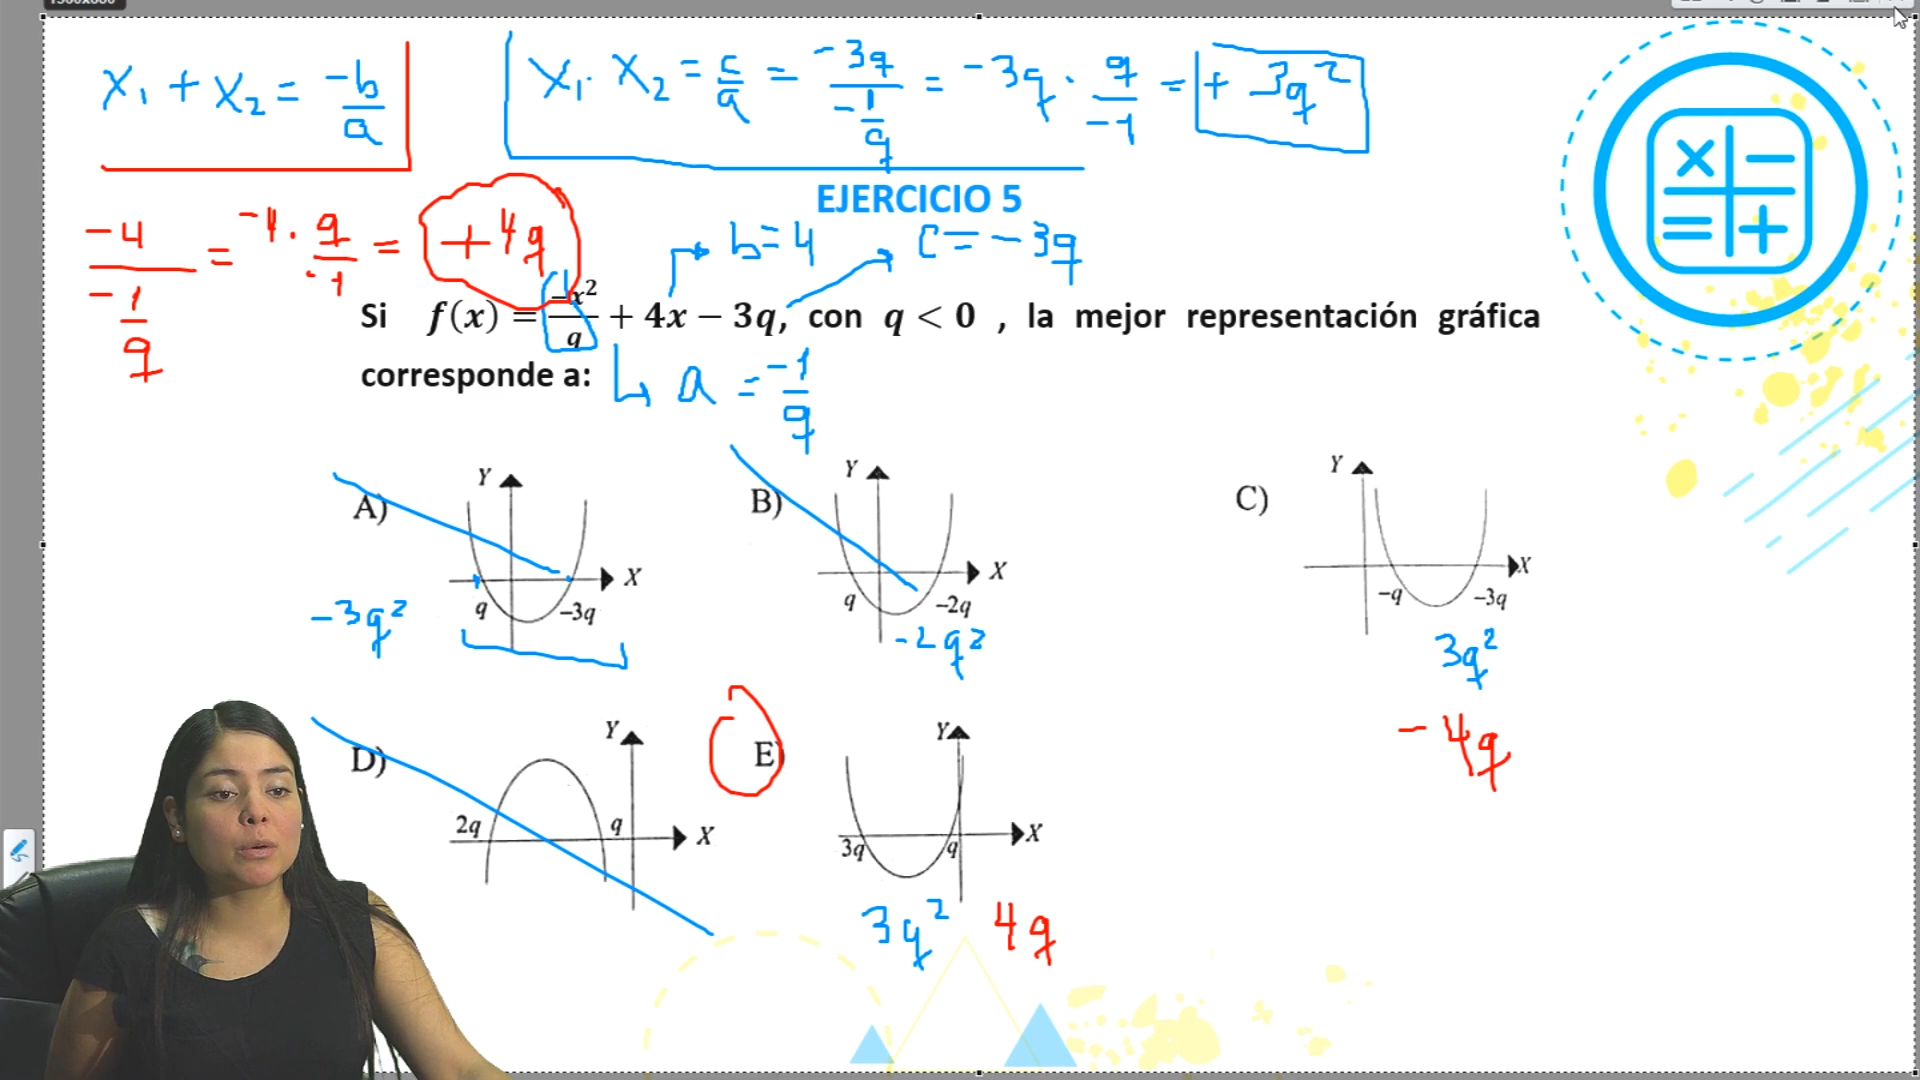 x₁ + x₂ = -b/a
x₁ · x₂ = c/a = -3q/(-1/q) = -3q · q/-1 = + 3q²
EJERCICIO 5
-4/(-1/q) = -4 · q/-1 = +4q
b=4
c=-3q
Si f(x) = -x²/q + 4x − 3q, con q < 0 , la mejor representación gráfica
corresponde a:
a = -1/q
A)
Y
X
q
−3q
-3q²
B)
Y
X
q
−2q
-2q²
C)
Y
X
−q
−3q
3q²
-4q
D)
Y
X
2q
q
E)
Y
X
3q
q
3q²
4q